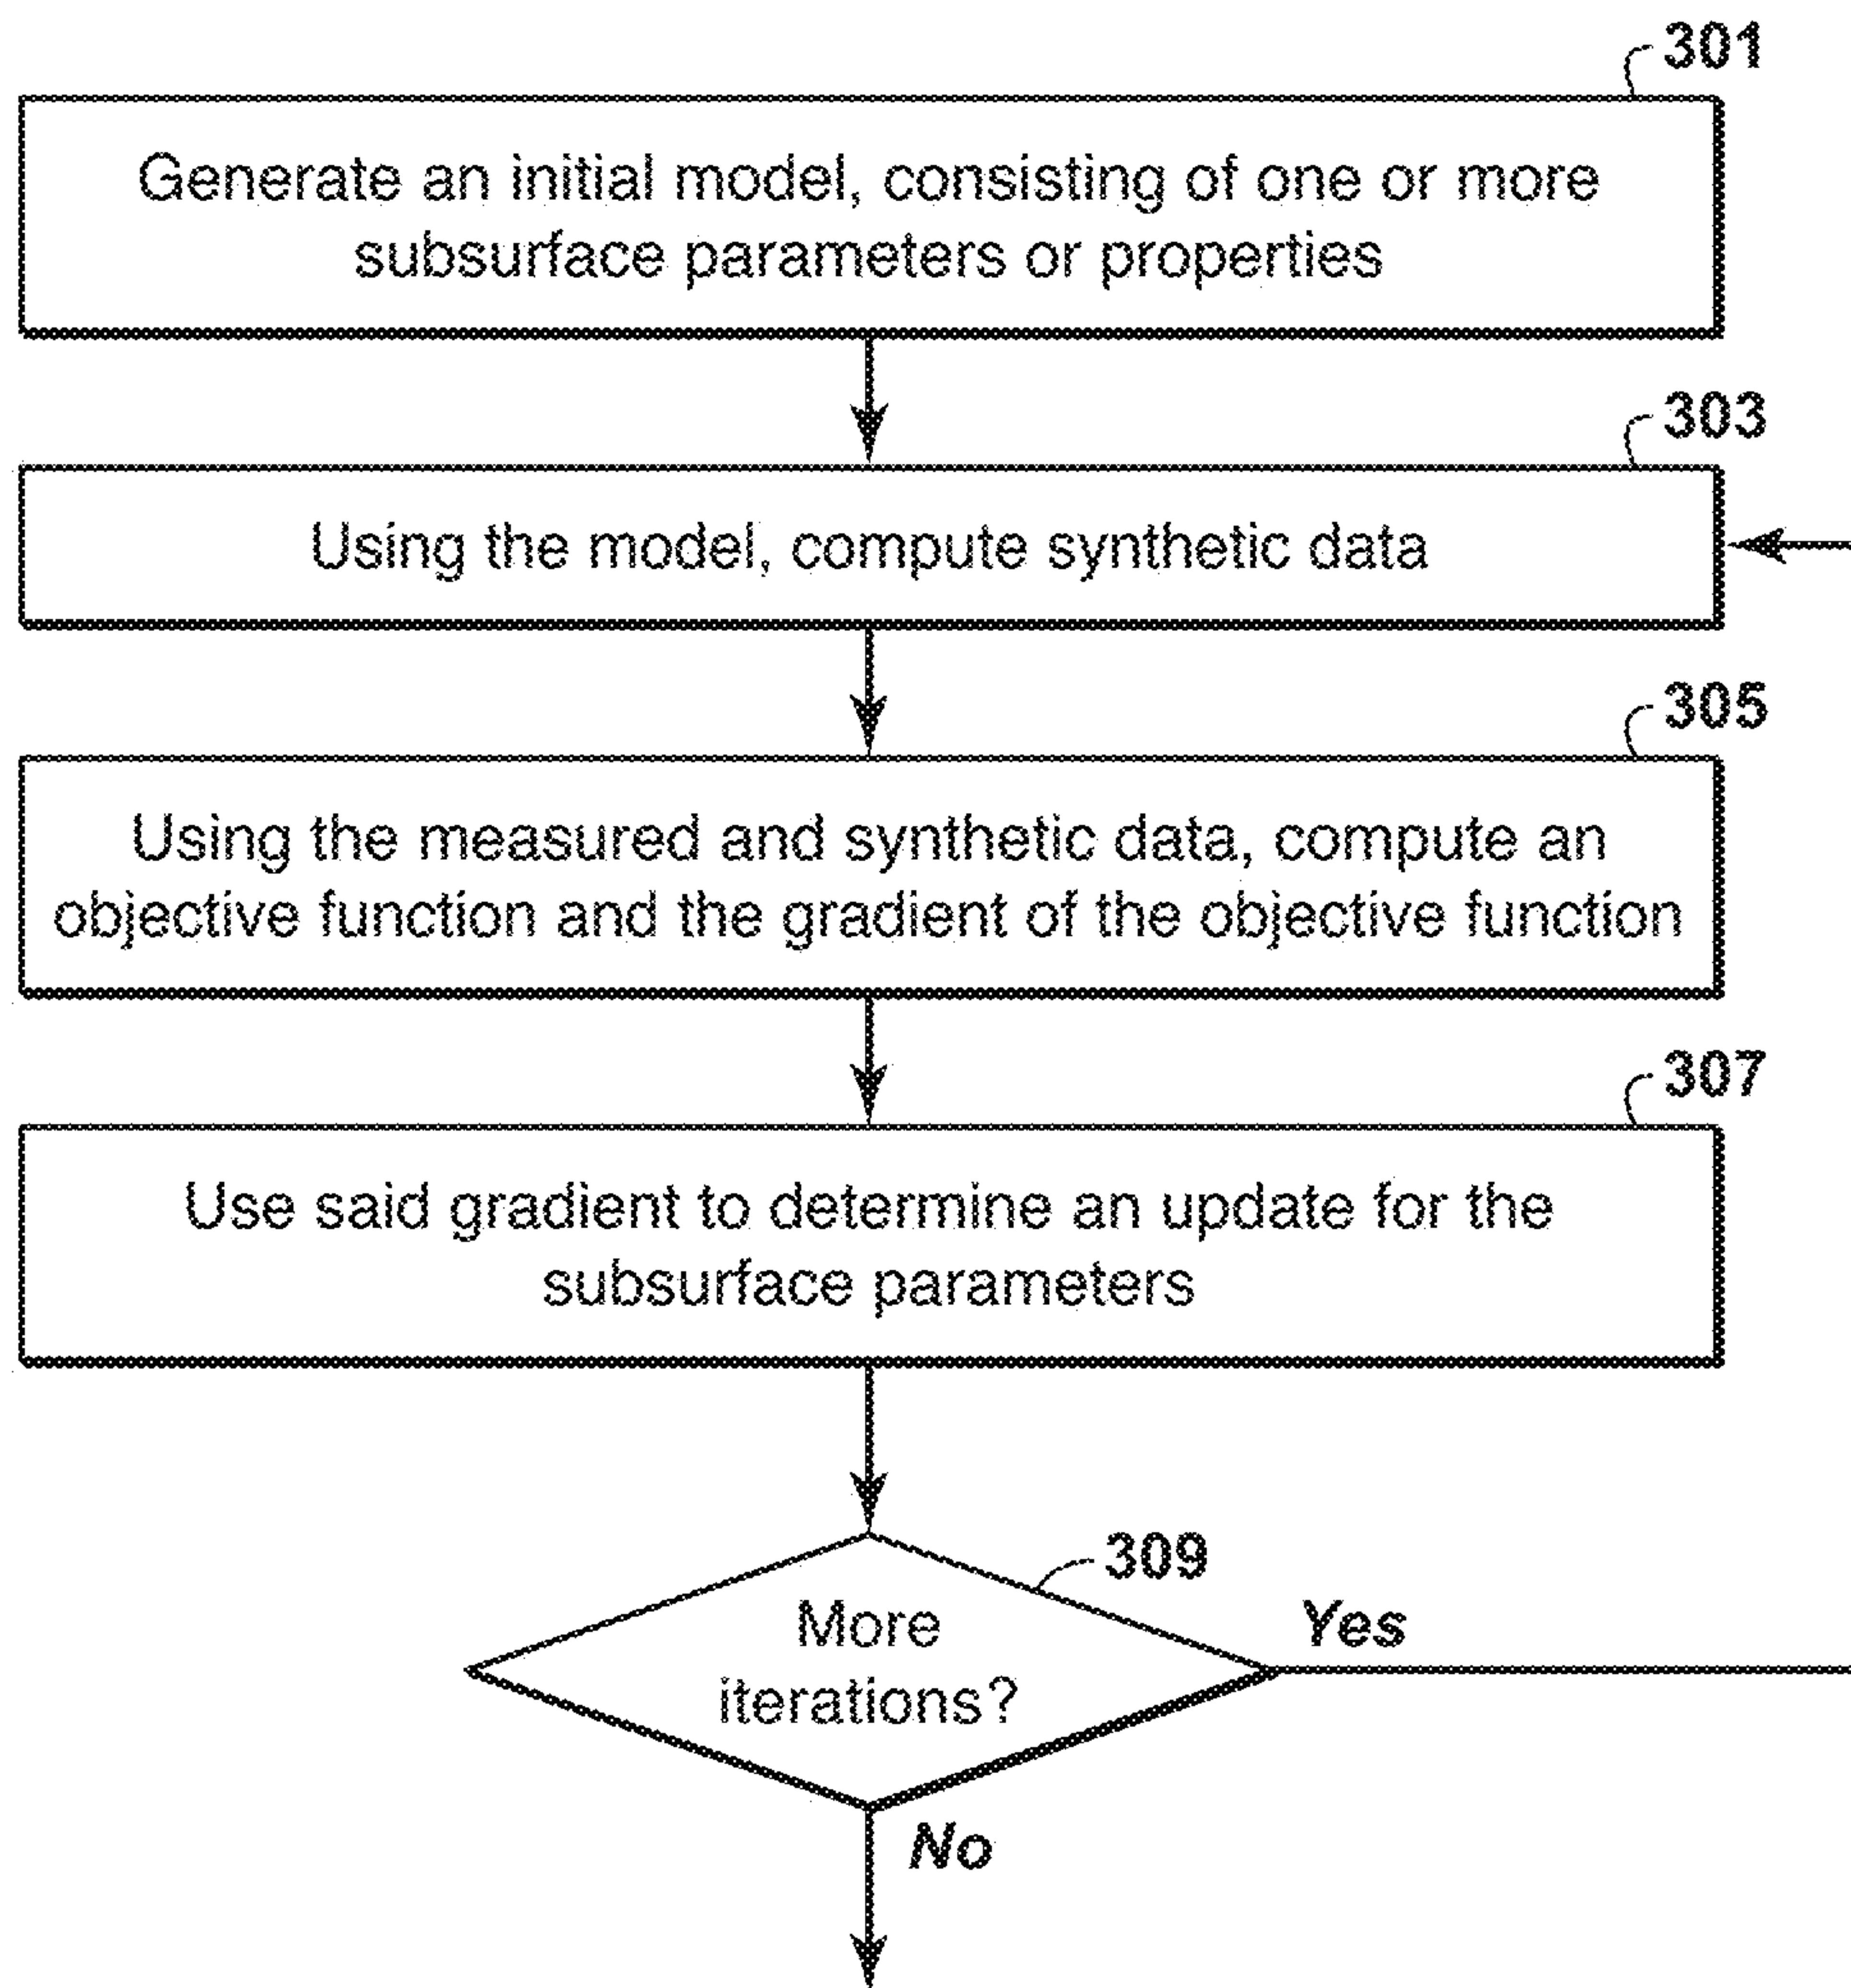 301
Generate an initial model, consisting of one or more
subsurface parameters or properties
303
Using the model, compute synthetic data
305
Using the measured and synthetic data, compute an
objective function and the gradient of the objective function
307
Use said gradient to determine an update for the
subsurface parameters
309
More
iterations?
Yes
No